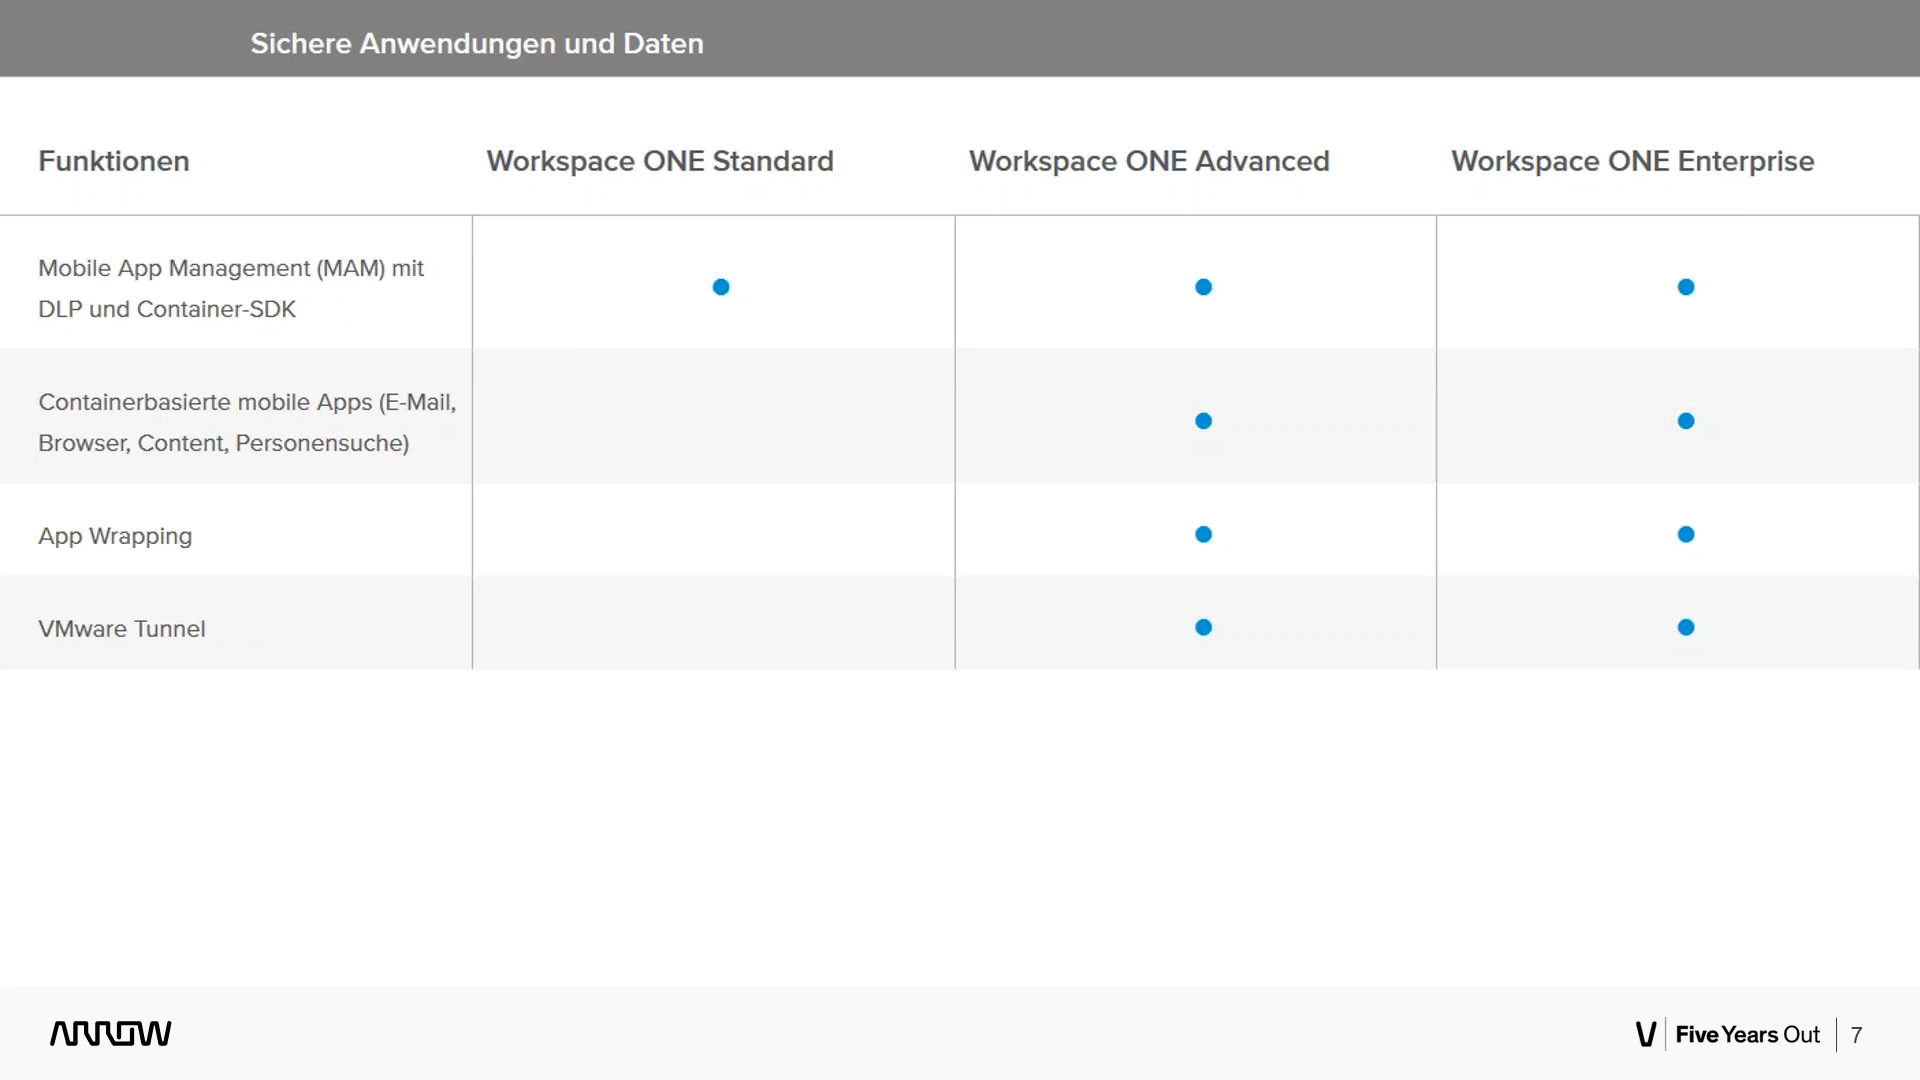 Sichere Anwendungen und Daten
Funktionen
Workspace ONE Standard
Workspace ONE Advanced
Workspace ONE Enterprise
Mobile App Management (MAM) mit
DLP und Container-SDK
Containerbasierte mobile Apps (E-Mail,
Browser, Content, Personensuche)
App Wrapping
VMware Tunnel
ARROW
Five Years Out
7